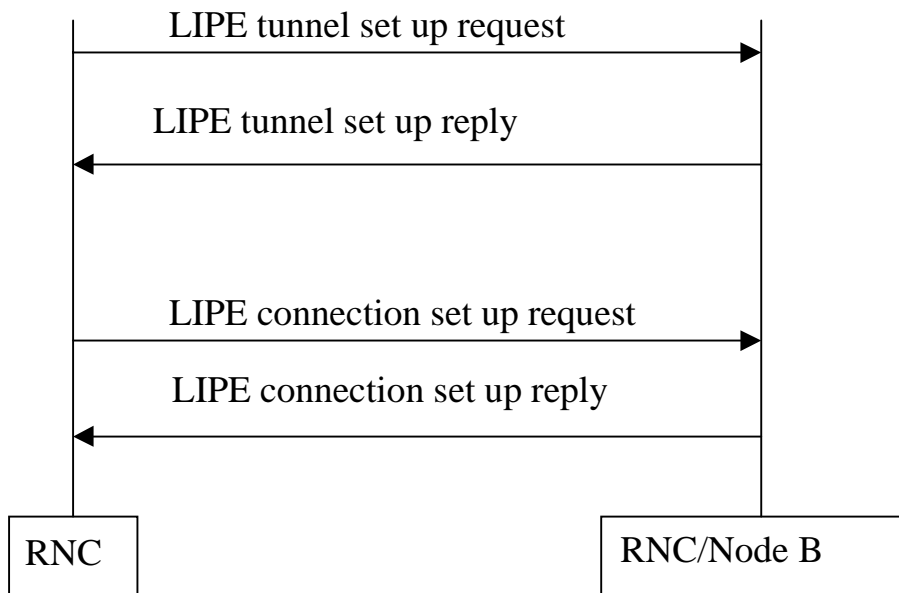 LIPE tunnel set up request
LIPE tunnel set up reply
LIPE connection set up request
LIPE connection set up reply
RNC
RNC/Node B